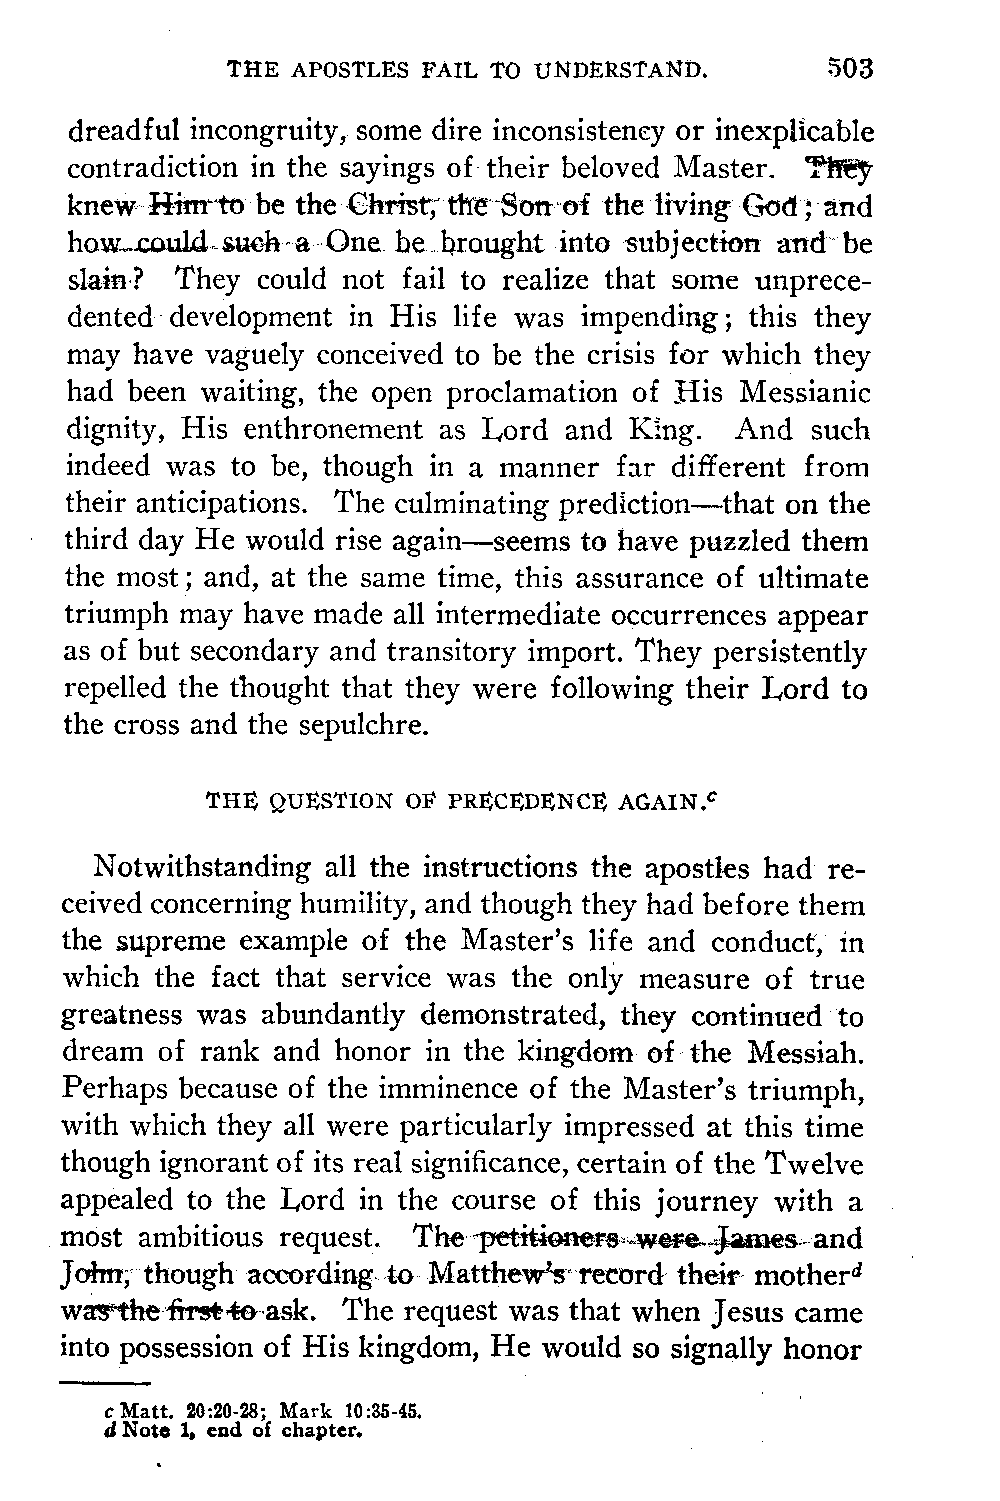 THE APOSTLES FAIL TO UNDERSTAND. 503
dreadful incongruity, some dire inconsistency or inexplicable
contradiction in the sayings of their beloved Master. They
knew Him to be the Christ, the Son of the living God; and
how could such a One be brought into subjection and be
slain? They could not fail to realize that some unprece-
dented development in His life was impending; this they
may have vaguely conceived to be the crisis for which they
had been waiting, the open proclamation of His Messianic
dignity, His enthronement as Lord and King. And such
indeed was to be, though in a manner far different from
their anticipations. The culminating prediction—that on the
third day He would rise again—seems to have puzzled them
the most; and, at the same time, this assurance of ultimate
triumph may have made all intermediate occurrences appear
as of but secondary and transitory import. They persistently
repelled the thought that they were following their Lord to
the cross and the sepulchre.
THE QUESTION OF PRECEDENCE AGAIN.c
Notwithstanding all the instructions the apostles had re-
ceived concerning humility, and though they had before them
the supreme example of the Master's life and conduct, in
which the fact that service was the only measure of true
greatness was abundantly demonstrated, they continued to
dream of rank and honor in the kingdom of the Messiah.
Perhaps because of the imminence of the Master's triumph,
with which they all were particularly impressed at this time
though ignorant of its real significance, certain of the Twelve
appealed to the Lord in the course of this journey with a
most ambitious request. The petitioners were James and
John, though according to Matthew's record their motherd
was the first to ask. The request was that when Jesus came
into possession of His kingdom, He would so signally honor
c Matt. 20:20-28; Mark 10:35-45.
d Note 1, end of chapter.